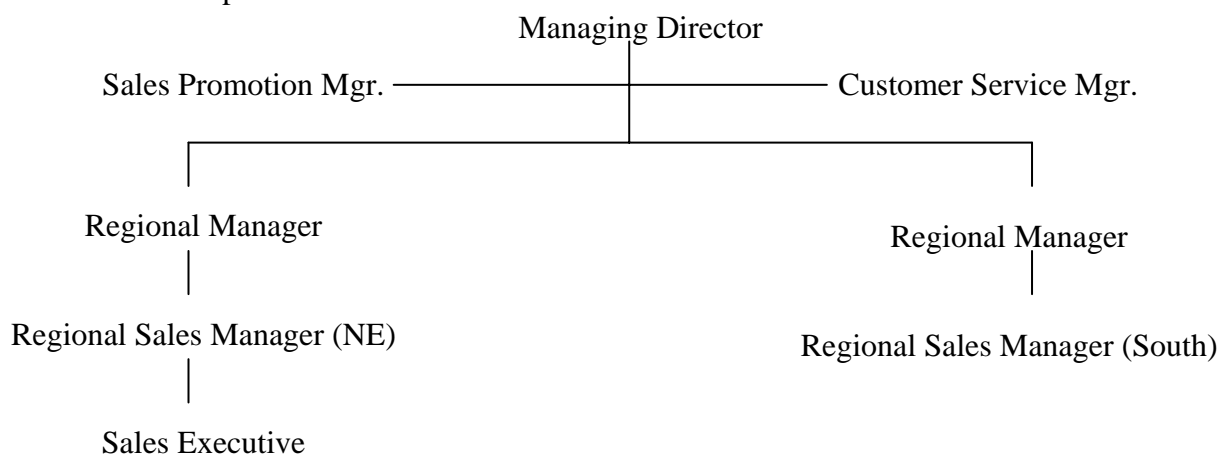 Managing Director
Sales Promotion Mgr. Customer Service Mgr.
Regional Manager Regional Manager
Regional Sales Manager (NE) Regional Sales Manager (South)
Sales Executive